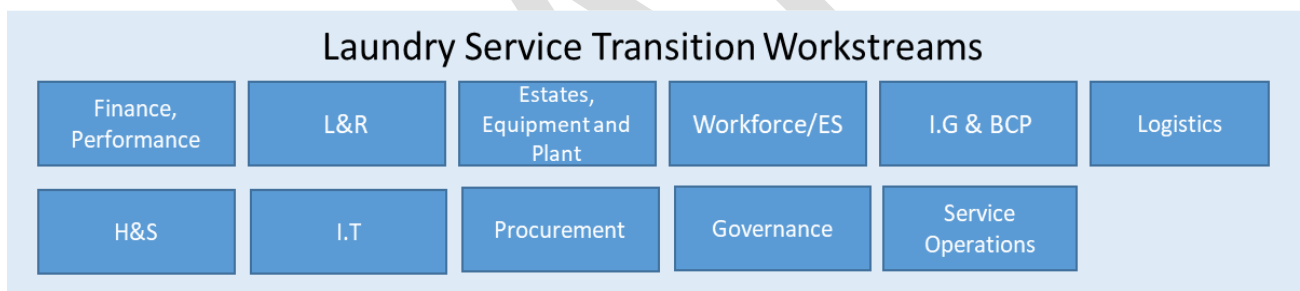 Laundry Service Transition Workstreams
Finance,
Performance
L&R
Estates,
Equipment and
Plant
Workforce/ES
I.G & BCP
Logistics
H&S
I.T
Procurement
Governance
Service
Operations